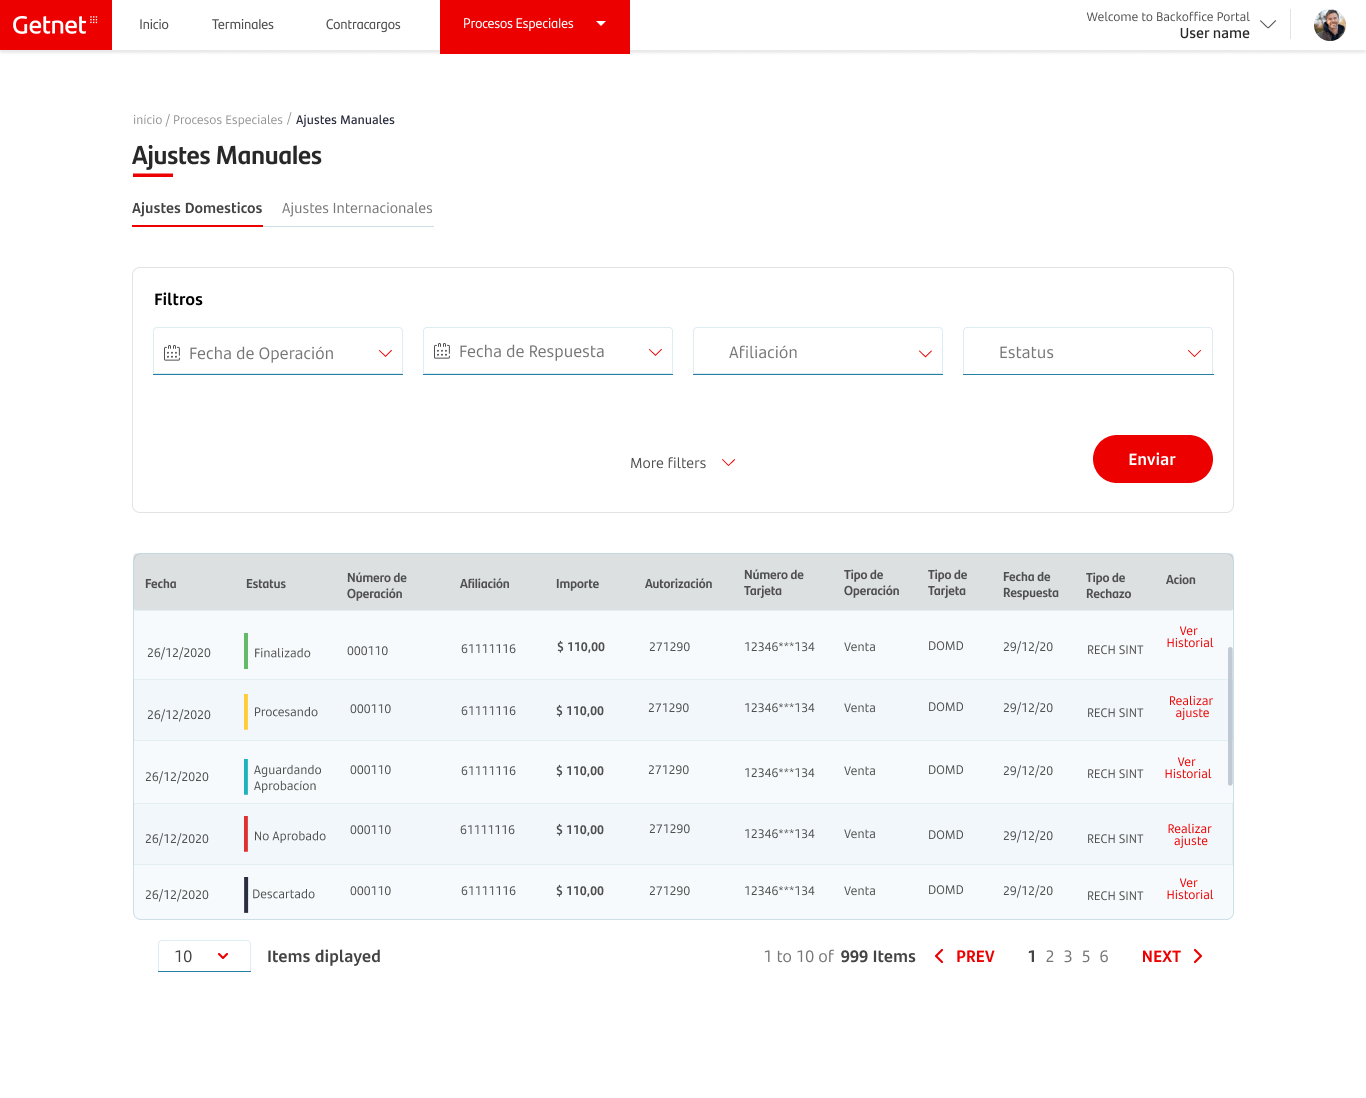 Getnet
Inicio
Terminales
Contracargos
Procesos Especiales
Welcome to Backoffice Portal
User name
inicio / Procesos Especiales / Ajustes Manuales
Ajustes Manuales
Ajustes Domesticos
Ajustes Internacionales
Filtros
Fecha de Operación
Fecha de Respuesta
Afiliación
Estatus
More filters
Enviar
Fecha
Estatus
Número de
Operación
Afiliación
Importe
Autorización
Número de
Tarjeta
Tipo de
Operación
Tipo de
Tarjeta
Fecha de
Respuesta
Tipo de
Rechazo
Acion
26/12/2020
Finalizado
000110
61111116
$ 110,00
271290
12346***134
Venta
DOMD
29/12/20
RECH SINT
Ver
Historial
26/12/2020
Procesando
000110
61111116
$ 110,00
271290
12346***134
Venta
DOMD
29/12/20
RECH SINT
Realizar
ajuste
26/12/2020
Aguardando
Aprobacion
000110
61111116
$ 110,00
271290
12346***134
Venta
DOMD
29/12/20
RECH SINT
Ver
Historial
26/12/2020
No Aprobado
000110
61111116
$ 110,00
271290
12346***134
Venta
DOMD
29/12/20
RECH SINT
Realizar
ajuste
26/12/2020
Descartado
000110
61111116
$ 110,00
271290
12346***134
Venta
DOMD
29/12/20
RECH SINT
Ver
Historial
10
Items diplayed
1 to 10 of 999 Items
PREV
1 2 3 5 6
NEXT